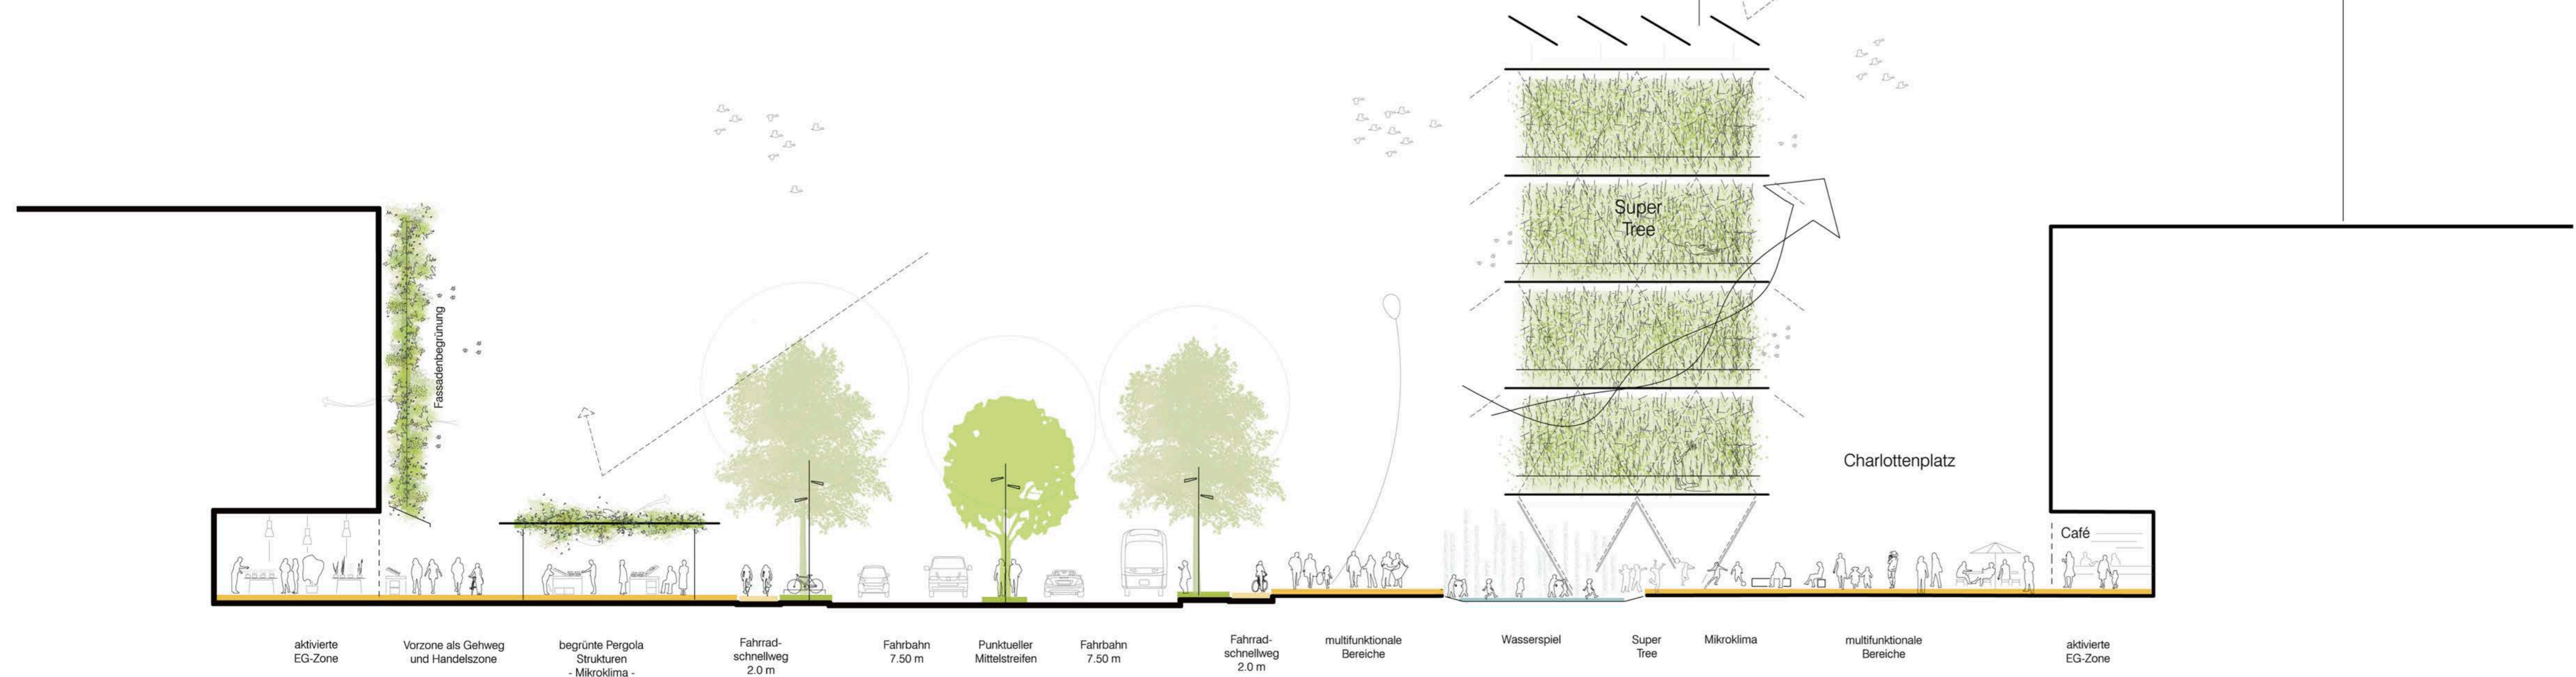 Super
Tree
Fassadenbegrünung
Charlottenplatz
Café
aktivierte
EG-Zone
Vorzone als Gehweg
und Handelszone
begrünte Pergola
Strukturen
- Mikroklima -
Fahrrad-
schnellweg
2.0 m
Fahrbahn
7.50 m
Punktueller
Mittelstreifen
Fahrbahn
7.50 m
Fahrrad-
schnellweg
2.0 m
multifunktionale
Bereiche
Wasserspiel
Super
Tree
Mikroklima
multifunktionale
Bereiche
aktivierte
EG-Zone